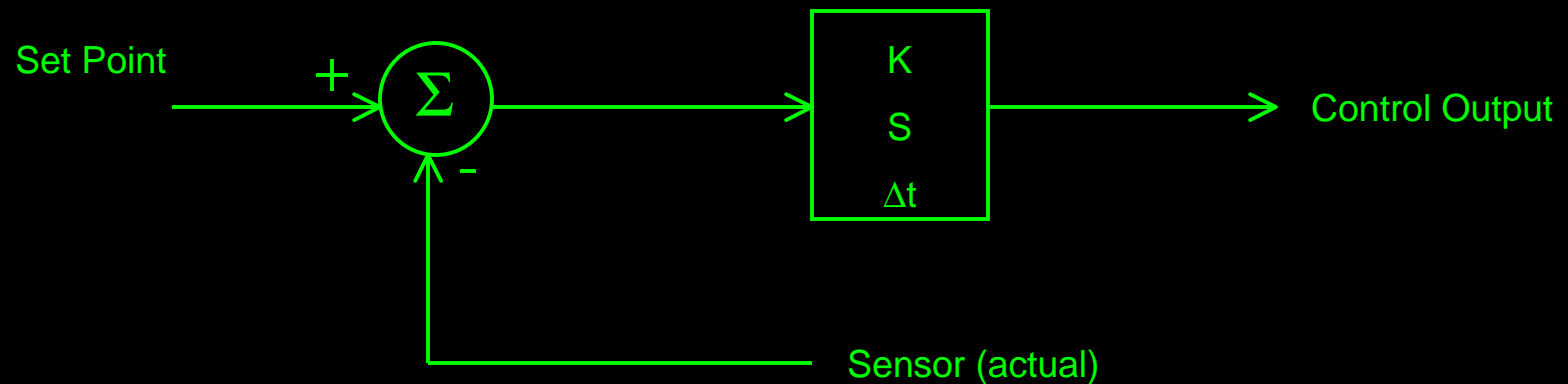 Set Point
+
Σ
-
K
S
Δt
Control Output
Sensor (actual)